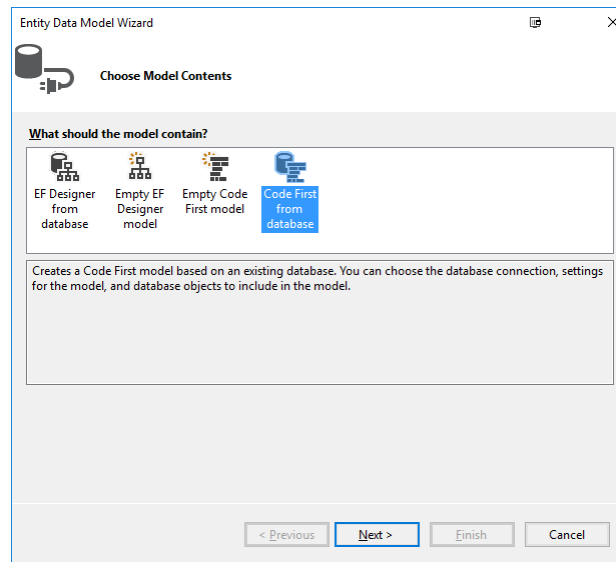 Entity Data Model Wizard
Choose Model Contents
What should the model contain?
EF Designer
from
database
Empty EF
Designer
model
Empty Code
First model
Code First
from
database
Creates a Code First model based on an existing database. You can choose the database connection, settings
for the model, and database objects to include in the model.
< Previous
Next >
Finish
Cancel